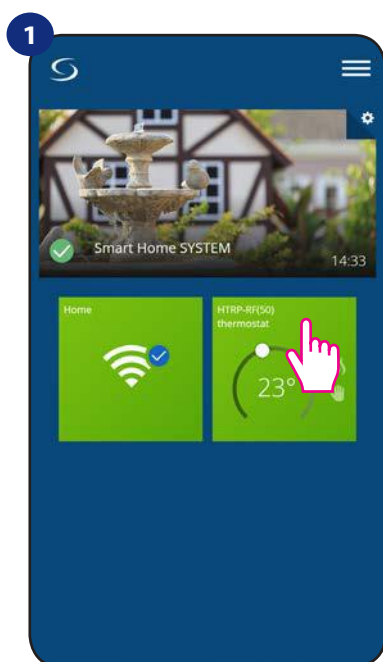 1
Smart Home SYSTEM
14:33
Home
HTRP-RF(50)
thermostat
23°